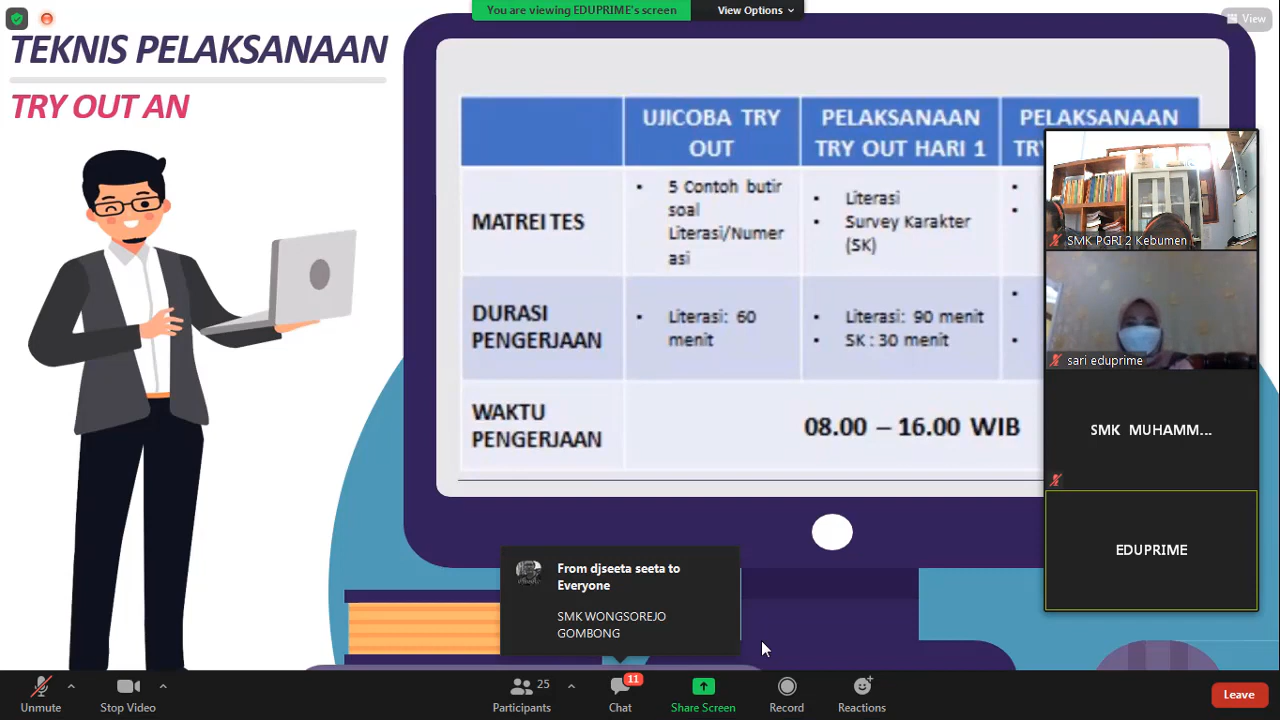 You are viewing EDUPRIME's screen
View Options
View
TEKNIS PELAKSANAAN
TRY OUT AN
UJICOBA TRY
OUT
PELAKSANAAN
TRY OUT HARI 1
PELAKSANAAN
MATREI TES
• 5 Contoh butir
soal
Literasi/Numer
asi
• Literasi
• Survey Karakter
(SK)
DURASI
PENGERJAAN
• Literasi: 60
menit
• Literasi: 90 menit
• SK : 30 menit
WAKTU
PENGERJAAN
08.00 – 16.00 WIB
SMK PGRI 2 Kebumen
sari eduprime
SMK MUHAMM...
EDUPRIME
From djseeta seeta to
Everyone
SMK WONGSOREJO
GOMBONG
Unmute
Stop Video
25
Participants
11
Chat
Share Screen
Record
Reactions
Leave